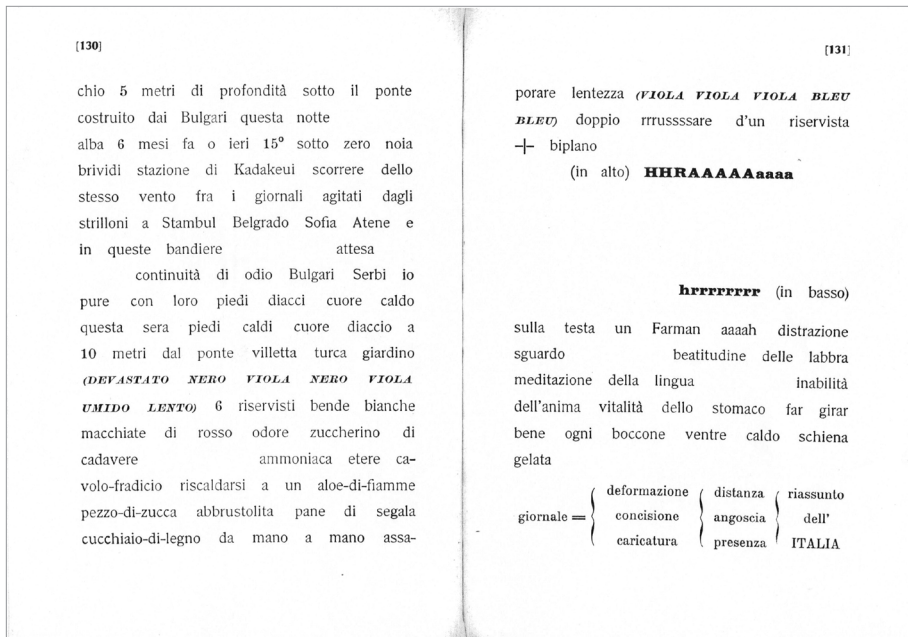 [130]
chio 5 metri di profondità sotto il ponte
costruito dai Bulgari questa notte
alba 6 mesi fa o ieri 15° sotto zero noia
brividi stazione di Kadakeui scorrere dello
stesso vento fra i giornali agitati dagli
strilloni a Stambul Belgrado Sofia Atene e
in queste bandiere attesa
continuità di odio Bulgari Serbi io
pure con loro piedi diacci cuore caldo
questa sera piedi caldi cuore diaccio a
10 metri dal ponte villetta turca giardino
(DEVASTATO NERO VIOLA NERO VIOLA
UMIDO LENTO) 6 riservisti bende bianche
macchiate di rosso odore zuccherino di
cadavere ammoniaca etere ca-
volo-fradicio riscaldarsi a un aloe-di-fiamme
pezzo-di-zucca abbrustolita pane di segala
cucchiaio-di-legno da mano a mano assa-
[131]
porare lentezza (VIOLA VIOLA VIOLA BLEU
BLEU) doppio rrrussssare d'un riservista
+ biplano
(in alto) HHRAAAAAaaaa
hrrrrrrrr (in basso)
sulla testa un Farman aaaah distrazione
sguardo beatitudine delle labbra
meditazione della lingua inabilità
dell'anima vitalità dello stomaco far girar
bene ogni boccone ventre caldo schiena
gelata
deformazione distanza riassunto
giornale = { concisione { angoscia { dell'
caricatura presenza ITALIA